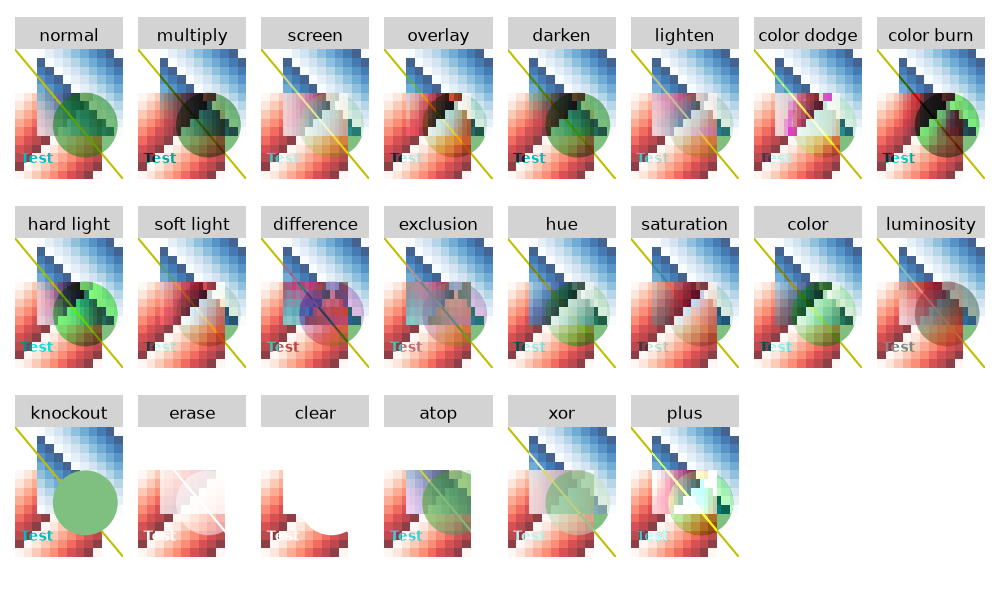 normal multiply screen overlay darken lighten color dodge color burn
Test Test Test Test Test Test Test Test
hard light soft light difference exclusion hue saturation color luminosity
Test Test Test Test Test Test Test Test
knockout erase clear atop xor plus
Test Test Test Test Test Test